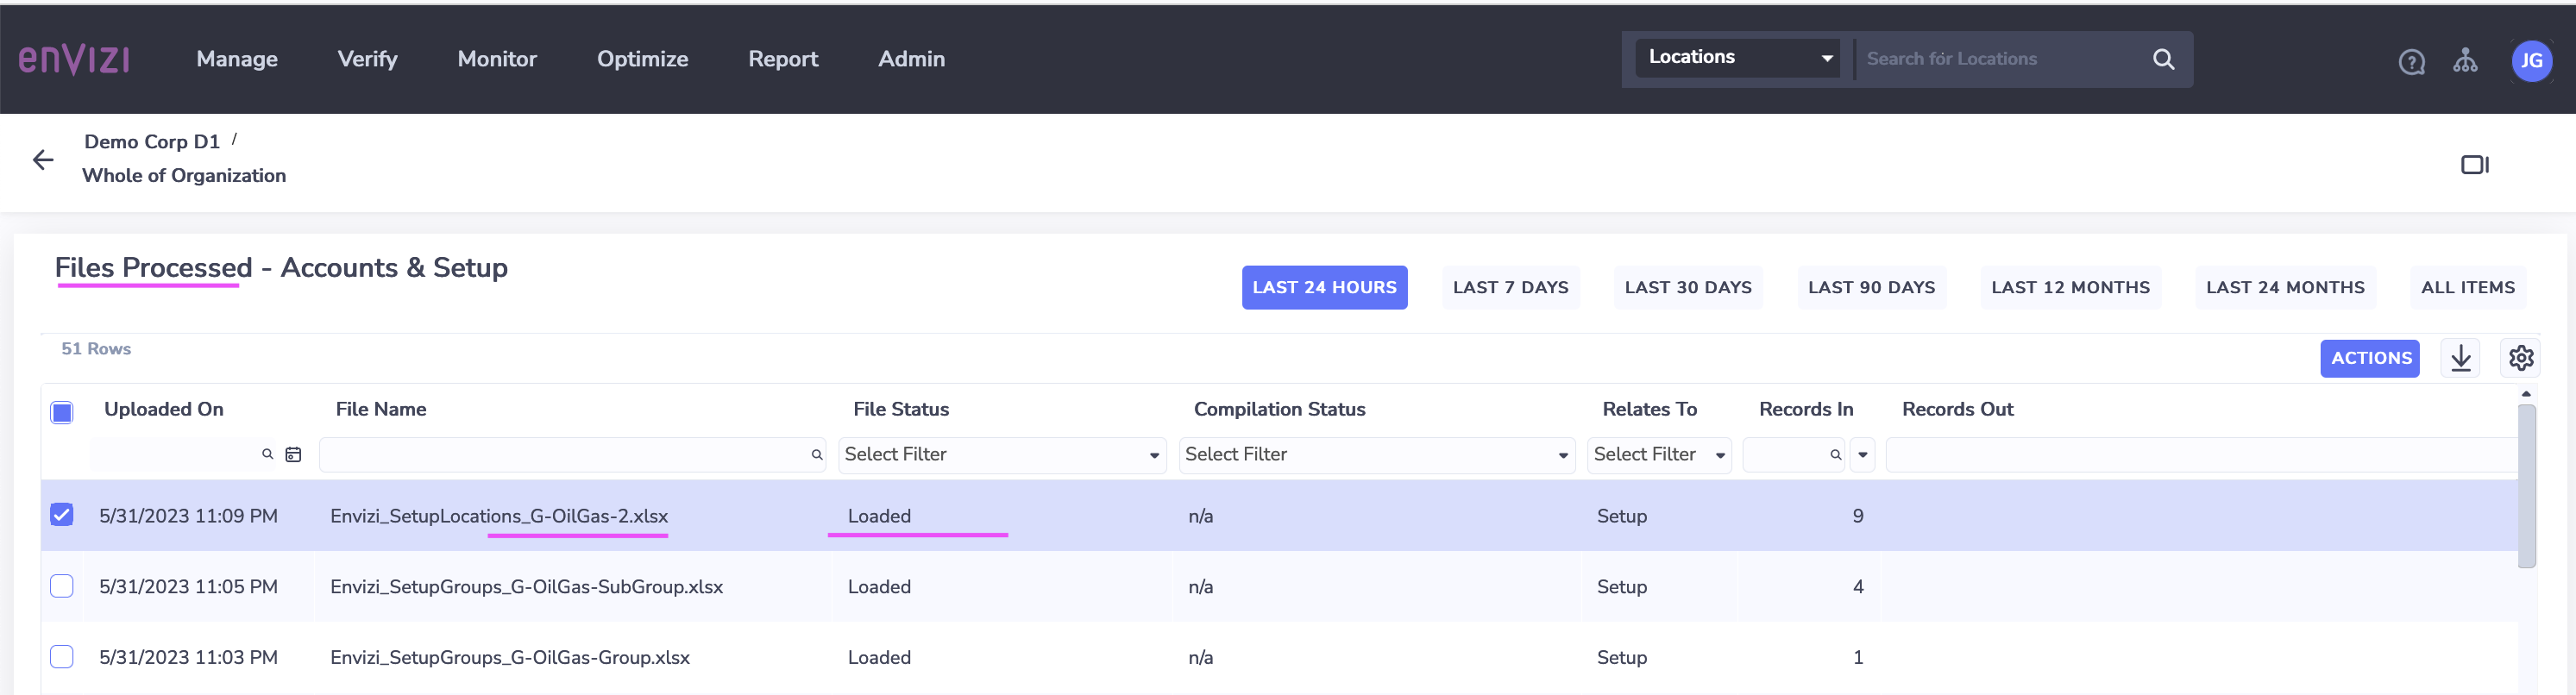 enVIZI Manage Verify Monitor Optimize Report Admin Locations Search for Locations JG
Demo Corp D1 /
Whole of Organization
Files Processed - Accounts & Setup
LAST 24 HOURS LAST 7 DAYS LAST 30 DAYS LAST 90 DAYS LAST 12 MONTHS LAST 24 MONTHS ALL ITEMS
51 Rows
ACTIONS
Uploaded On File Name File Status Compilation Status Relates To Records In Records Out
Select Filter Select Filter Select Filter
5/31/2023 11:09 PM Envizi_SetupLocations_G-OilGas-2.xlsx Loaded n/a Setup 9
5/31/2023 11:05 PM Envizi_SetupGroups_G-OilGas-SubGroup.xlsx Loaded n/a Setup 4
5/31/2023 11:03 PM Envizi_SetupGroups_G-OilGas-Group.xlsx Loaded n/a Setup 1